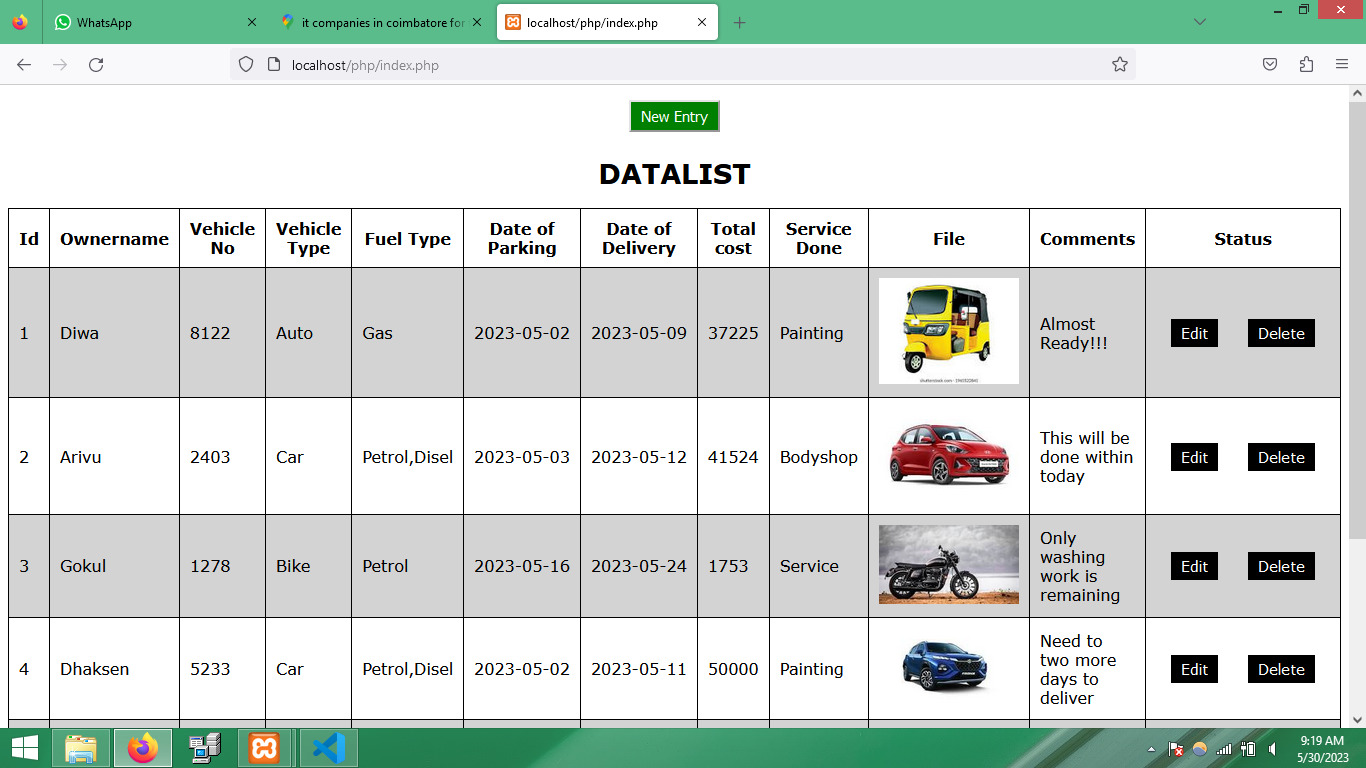 WhatsApp
it companies in coimbatore for
localhost/php/index.php
localhost/php/index.php
New Entry
DATALIST
Id Ownername Vehicle No Vehicle Type Fuel Type Date of Parking Date of Delivery Total cost Service Done File Comments Status
1 Diwa 8122 Auto Gas 2023-05-02 2023-05-09 37225 Painting Almost Ready!!! Edit Delete
2 Arivu 2403 Car Petrol,Disel 2023-05-03 2023-05-12 41524 Bodyshop This will be done within today Edit Delete
3 Gokul 1278 Bike Petrol 2023-05-16 2023-05-24 1753 Service Only washing work is remaining Edit Delete
4 Dhaksen 5233 Car Petrol,Disel 2023-05-02 2023-05-11 50000 Painting Need to two more days to deliver Edit Delete
9:19 AM
5/30/2023